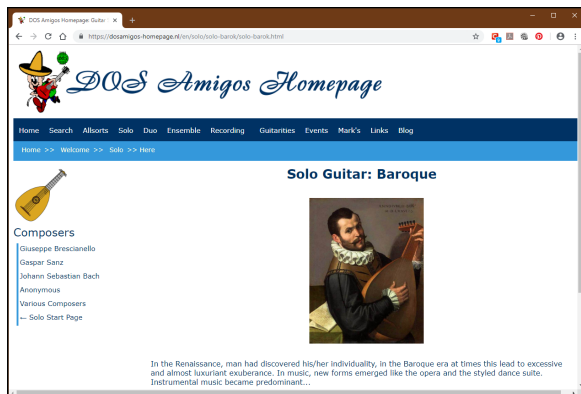 DOS Amigos Homepage: Guitar
https://dosamigos-homepage.nl/en/solo/solo-barok/solo-barok.html
DOS Amigos Homepage
Home Search Allsorts Solo Duo Ensemble Recording Guitarities Events Mark's Links Blog
Home >> Welcome >> Solo >> Here
Solo Guitar: Baroque
Composers
Giuseppe Brescianello
Gaspar Sanz
Johann Sebastian Bach
Anonymous
Various Composers
← Solo Start Page
In the Renaissance, man had discovered his/her individuality, in the Baroque era at times this lead to excessive
and almost luxuriant exuberance. In music, new forms emerged like the opera and the styled dance suite.
Instrumental music became predominant...